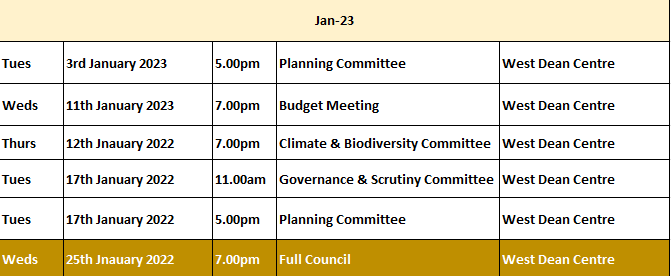 Jan-23
Tues 3rd January 2023 5.00pm Planning Committee West Dean Centre
Weds 11th January 2023 7.00pm Budget Meeting West Dean Centre
Thurs 12th Jnauary 2022 7.00pm Climate & Biodiversity Committee West Dean Centre
Tues 17th January 2022 11.00am Governance & Scrutiny Committee West Dean Centre
Tues 17th January 2022 5.00pm Planning Committee West Dean Centre
Weds 25th Jnauary 2022 7.00pm Full Council West Dean Centre